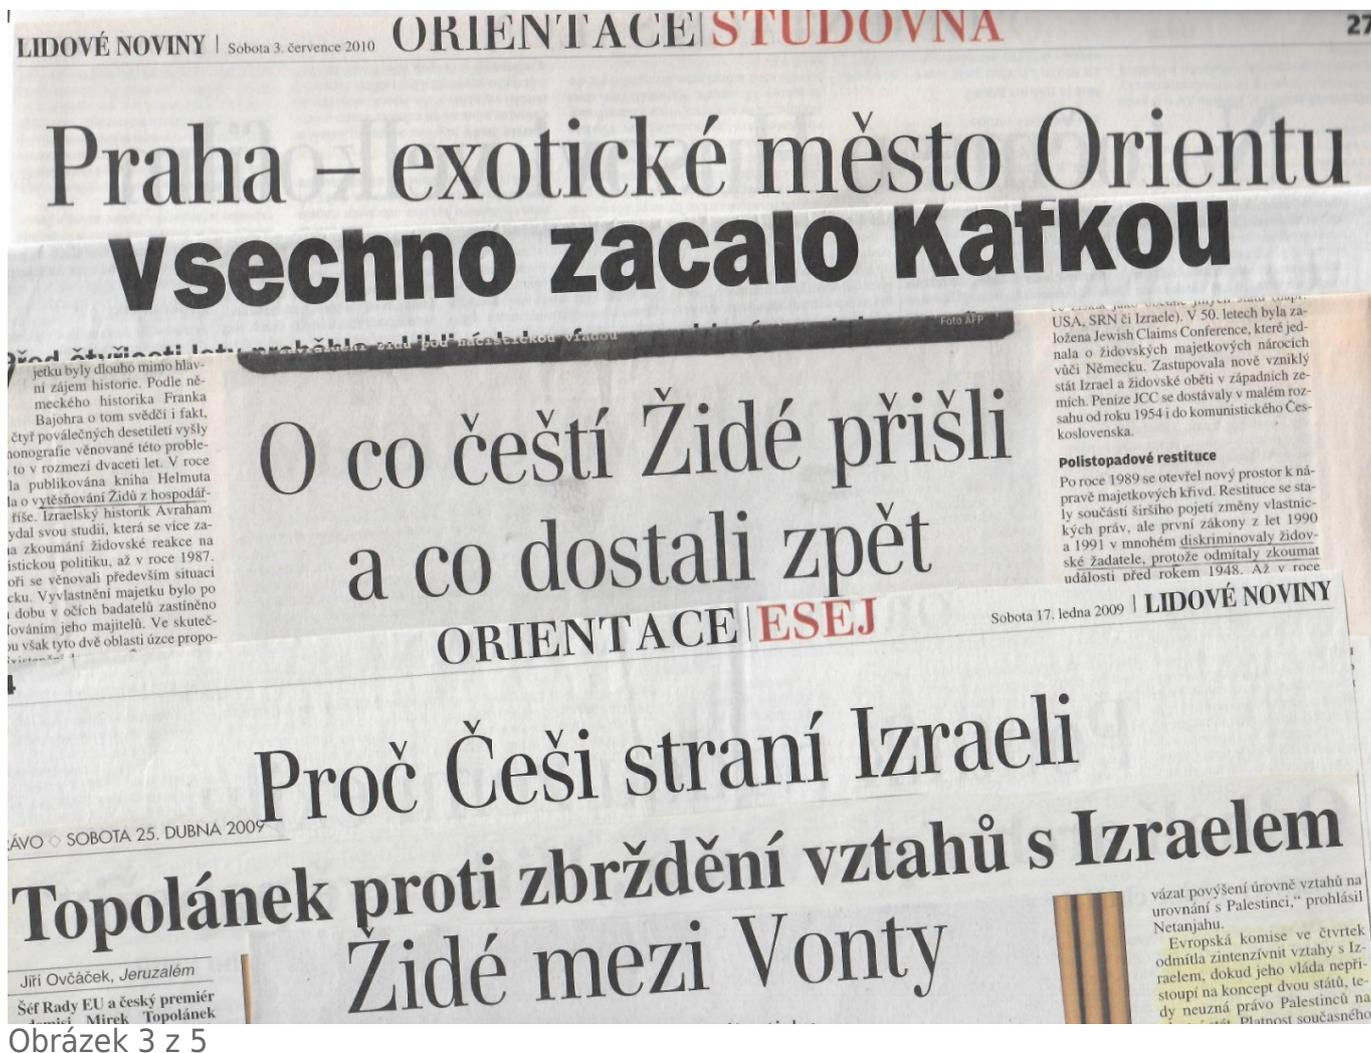 LIDOVÉ NOVINY | Sobota 3. července 2010 ORIENTACE | STUDOVNA 27
Praha – exotické město Orientu
Všechno začalo Kafkou
Foto AFP
jetku byly dlouho mimo hlav-
ní zájem historie. Podle ně-
meckého historika Franka
Bajohra o tom svědčí i fakt,
čtyř poválečných desetiletí vyšly
monografie věnované této proble-
to v rozmezí dvaceti let. V roce
la publikována kniha Helmuta
la o vytěsňování Židů z hospodář-
říše. Izraelský historik Avraham
vydal svou studii, která se více za-
a zkoumání židovské reakce na
istickou politiku, až v roce 1987.
oři se věnovali především situaci
cku. Vyvlastnění majetku bylo po
dobu v očích badatelů zastíněno
ďováním jeho majitelů. Ve skuteč-
ou však tyto dvě oblasti úzce propo-
O co čeští Židé přišli
a co dostali zpět
USA, SRN či Izraele). V 50. letech byla za-
ložena Jewish Claims Conference, které jed-
nala o židovských majetkových nárocích
vůči Německu. Zastupovala nově vzniklý
stát Izrael a židovské oběti v západních ze-
mích. Peníze JCC se dostávaly v malém roz-
sahu od roku 1954 i do komunistického Čes-
koslovenska.
Polistopadové restituce
Po roce 1989 se otevřel nový prostor k ná-
pravě majetkových křivd. Restituce se sta-
ly součástí širšího pojetí změny vlastnic-
kých práv, ale první zákony z let 1990
a 1991 v mnohém diskriminovaly židov-
ské žadatele, protože odmítaly zkoumat
události před rokem 1948. Až v roce
ORIENTACE | ESEJ Sobota 17. ledna 2009 | LIDOVÉ NOVINY
Proč Češi straní Izraeli
ÁVO ◇ SOBOTA 25. DUBNA 2009
Topolánek proti zbrždění vztahů s Izraelem
Jiří Ovčáček, Jeruzalém
Šéf Rady EU a český premiér
Mirek Topolánek
Židé mezi Vonty
vázat povýšení úrovně vztahů na
urovnání s Palestinci,“ prohlásil
Netanjahu.
Evropská komise ve čtvrtek
odmítla zintenzívnit vztahy s Iz-
raelem, dokud jeho vláda nepři-
stoupí na koncept dvou států, te-
dy neuzná právo Palestinců na
stát. Platnost současného
Obrázek 3 z 5